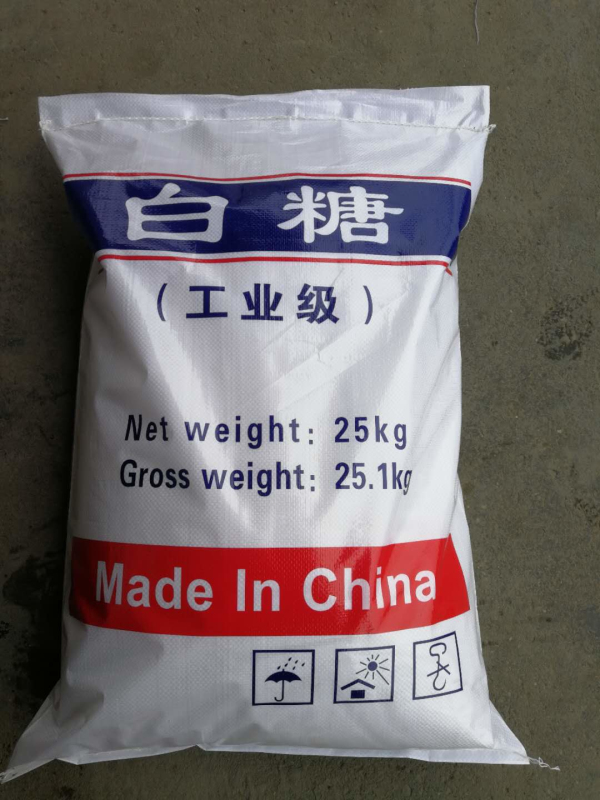 白糖
（工业级）
Net weight: 25kg
Gross weight: 25.1kg
Made In China